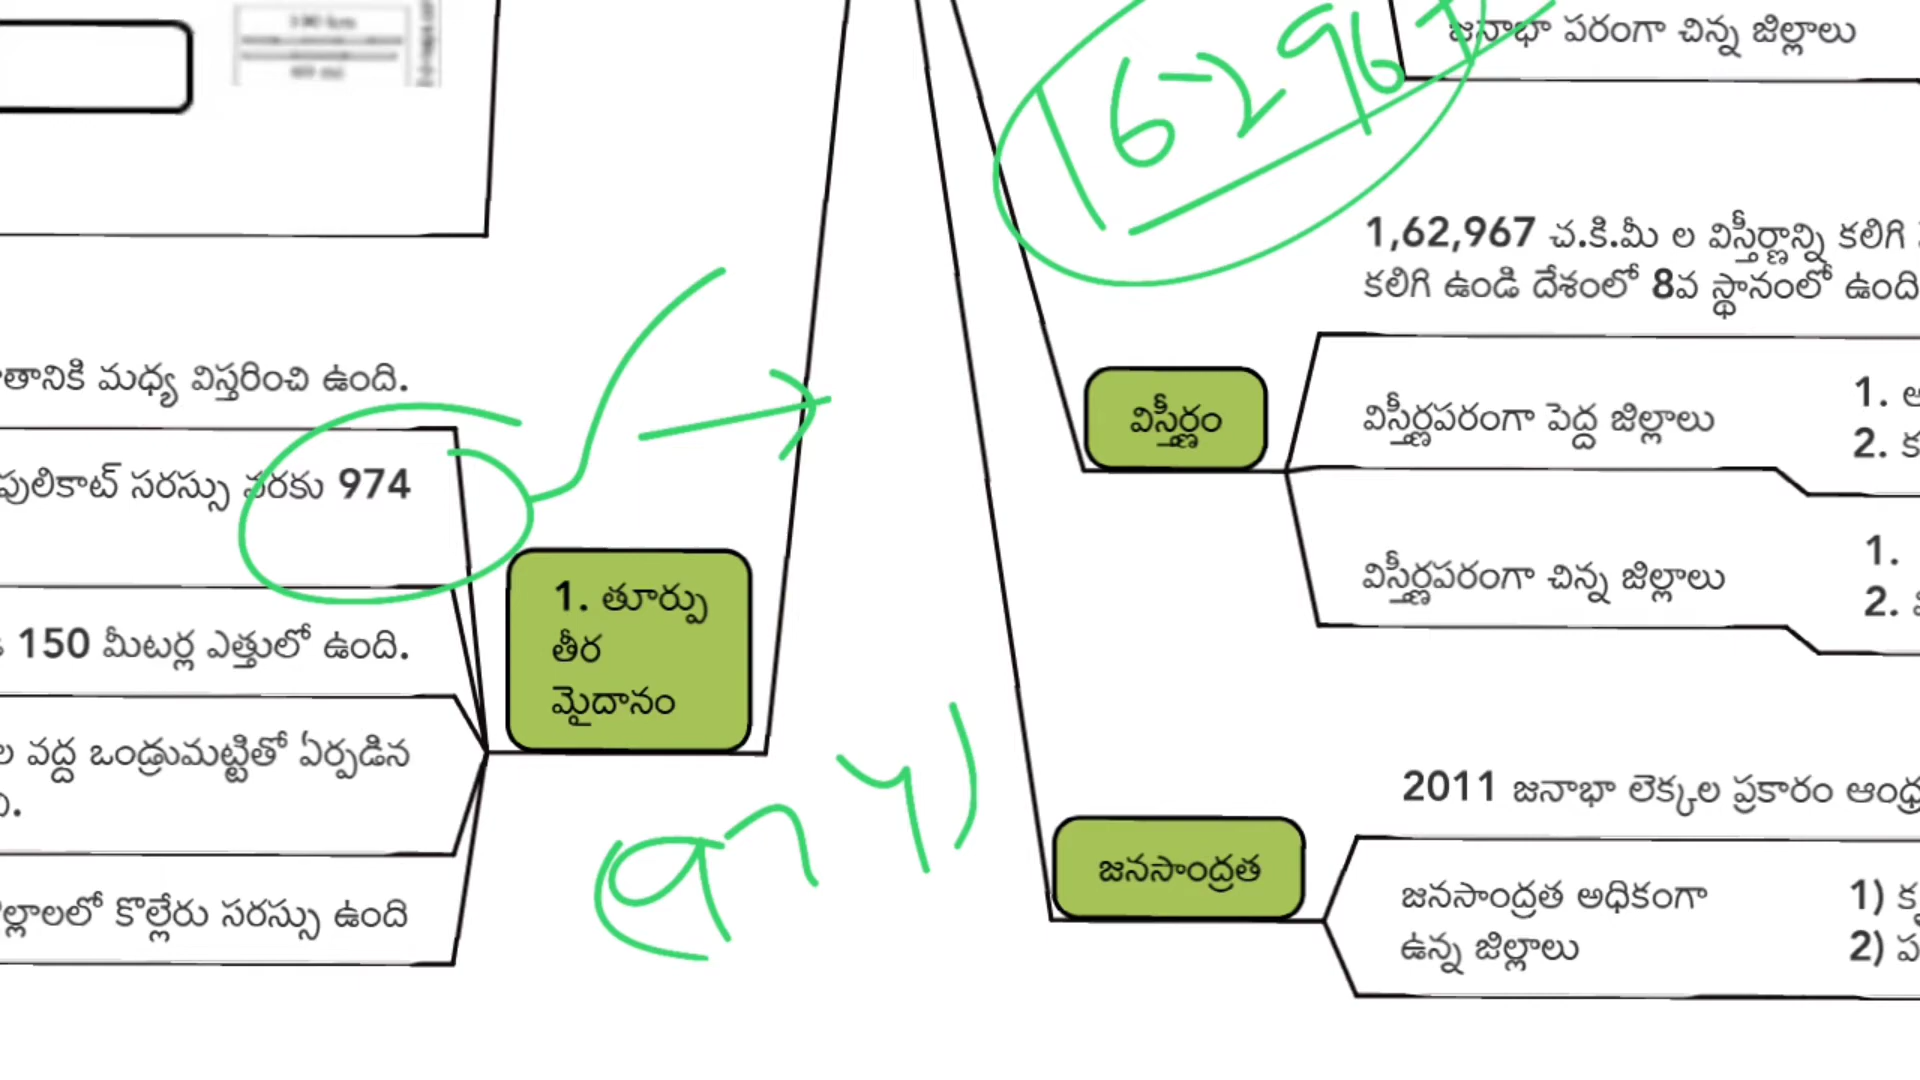 జనాభా పరంగా చిన్న జిల్లాలు
16296
1,62,967 చ.కి.మీ ల విస్తీర్ణాన్ని కలిగి
కలిగి ఉండి దేశంలో 8వ స్థానంలో ఉంది
విస్తీర్ణం
విస్తీర్ణపరంగా పెద్ద జిల్లాలు
1.
2.
విస్తీర్ణపరంగా చిన్న జిల్లాలు
1.
2.
మధ్య విస్తరించి ఉంది.
పులికాట్ సరస్సు వరకు 974
150 మీటర్ల ఎత్తులో ఉంది.
ల వద్ద ఒండ్రుమట్టితో ఏర్పడిన
కొల్లేరు సరస్సు ఉంది
1. తూర్పు
తీర
మైదానం
(974)
2011 జనాభా లెక్కల ప్రకారం
జనసాంద్రత
జనసాంద్రత అధికంగా
ఉన్న జిల్లాలు
1)
2)